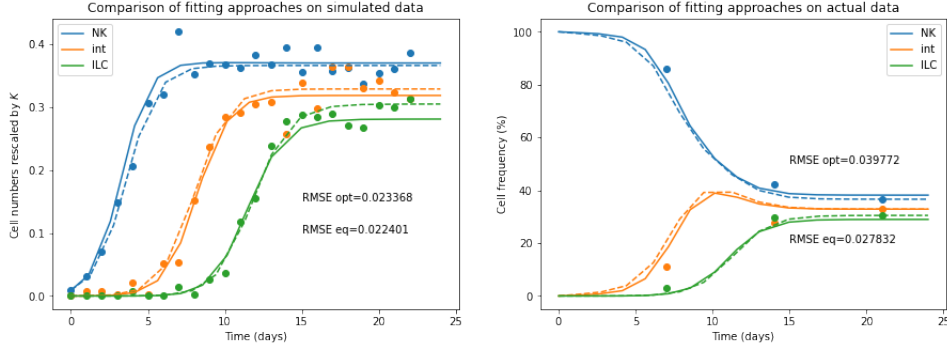 Comparison of fitting approaches on simulated data
NK
int
ILC
Cell numbers rescaled by K
0.4
0.3
0.2
0.1
0.0
RMSE opt=0.023368
RMSE eq=0.022401
0
5
10
15
20
25
Time (days)
Comparison of fitting approaches on actual data
NK
int
ILC
Cell frequency (%)
100
80
60
40
20
0
RMSE opt=0.039772
RMSE eq=0.027832
0
5
10
15
20
25
Time (days)